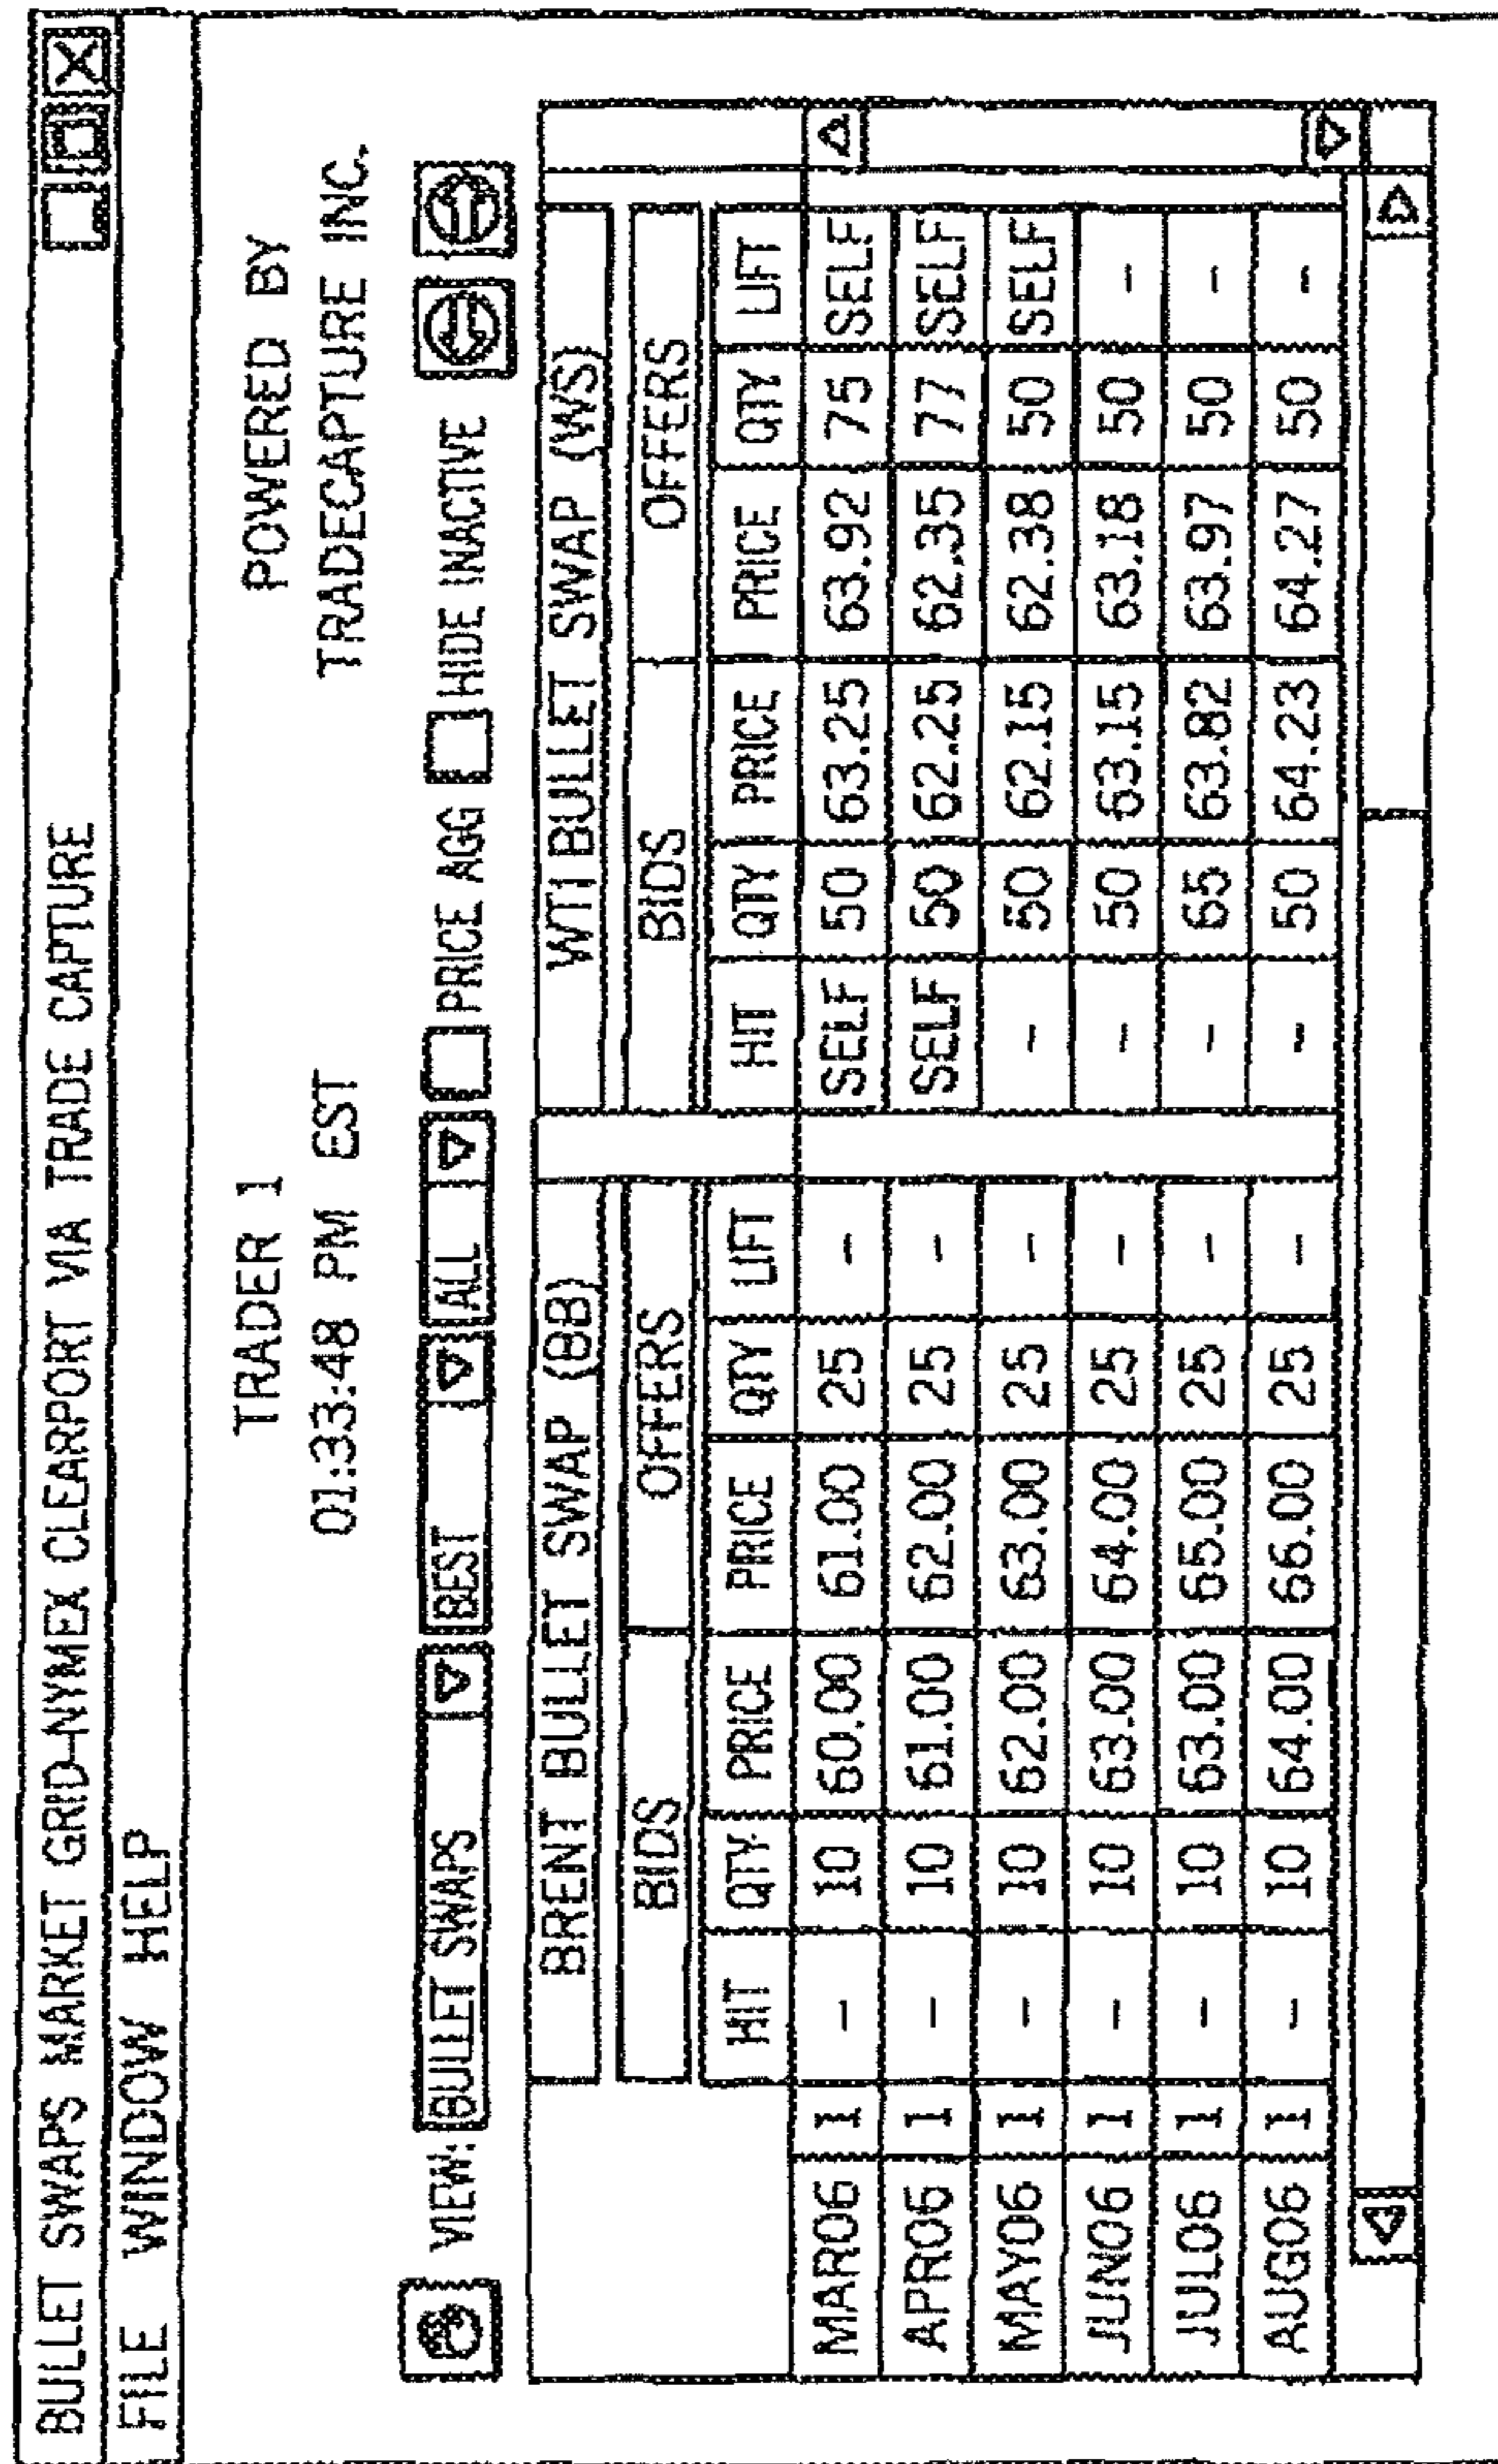 BULLET SWAPS MARKET GRID-NYMEX CLEARPORT VIA TRADE CAPTURE
FILE WINDOW HELP
TRADER 1 POWERED BY
01:33:48 PM EST TRADECAPTURE INC.
VIEW: BULLET SWAPS BEST ALL PRICE AGG HIDE INACTIVE
BRENT BULLET SWAP (BB) WTI BULLET SWAP (WS)
BIDS OFFERS BIDS OFFERS
HIT QTY PRICE PRICE QTY LIFT HIT QTY PRICE PRICE QTY LIFT
MAR06 1 - 10 60.00 61.00 25 - SELF 50 63.25 63.92 75 SELF
APR06 1 - 10 61.00 62.00 25 - SELF 50 62.25 62.35 77 SELF
MAY06 1 - 10 62.00 63.00 25 - - 50 62.15 62.38 50 SELF
JUN06 1 - 10 63.00 64.00 25 - - 50 63.15 63.18 50 -
JUL06 1 - 10 63.00 65.00 25 - - 65 63.82 63.97 50 -
AUG06 1 - 10 64.00 66.00 25 - - 50 64.23 64.27 50 -